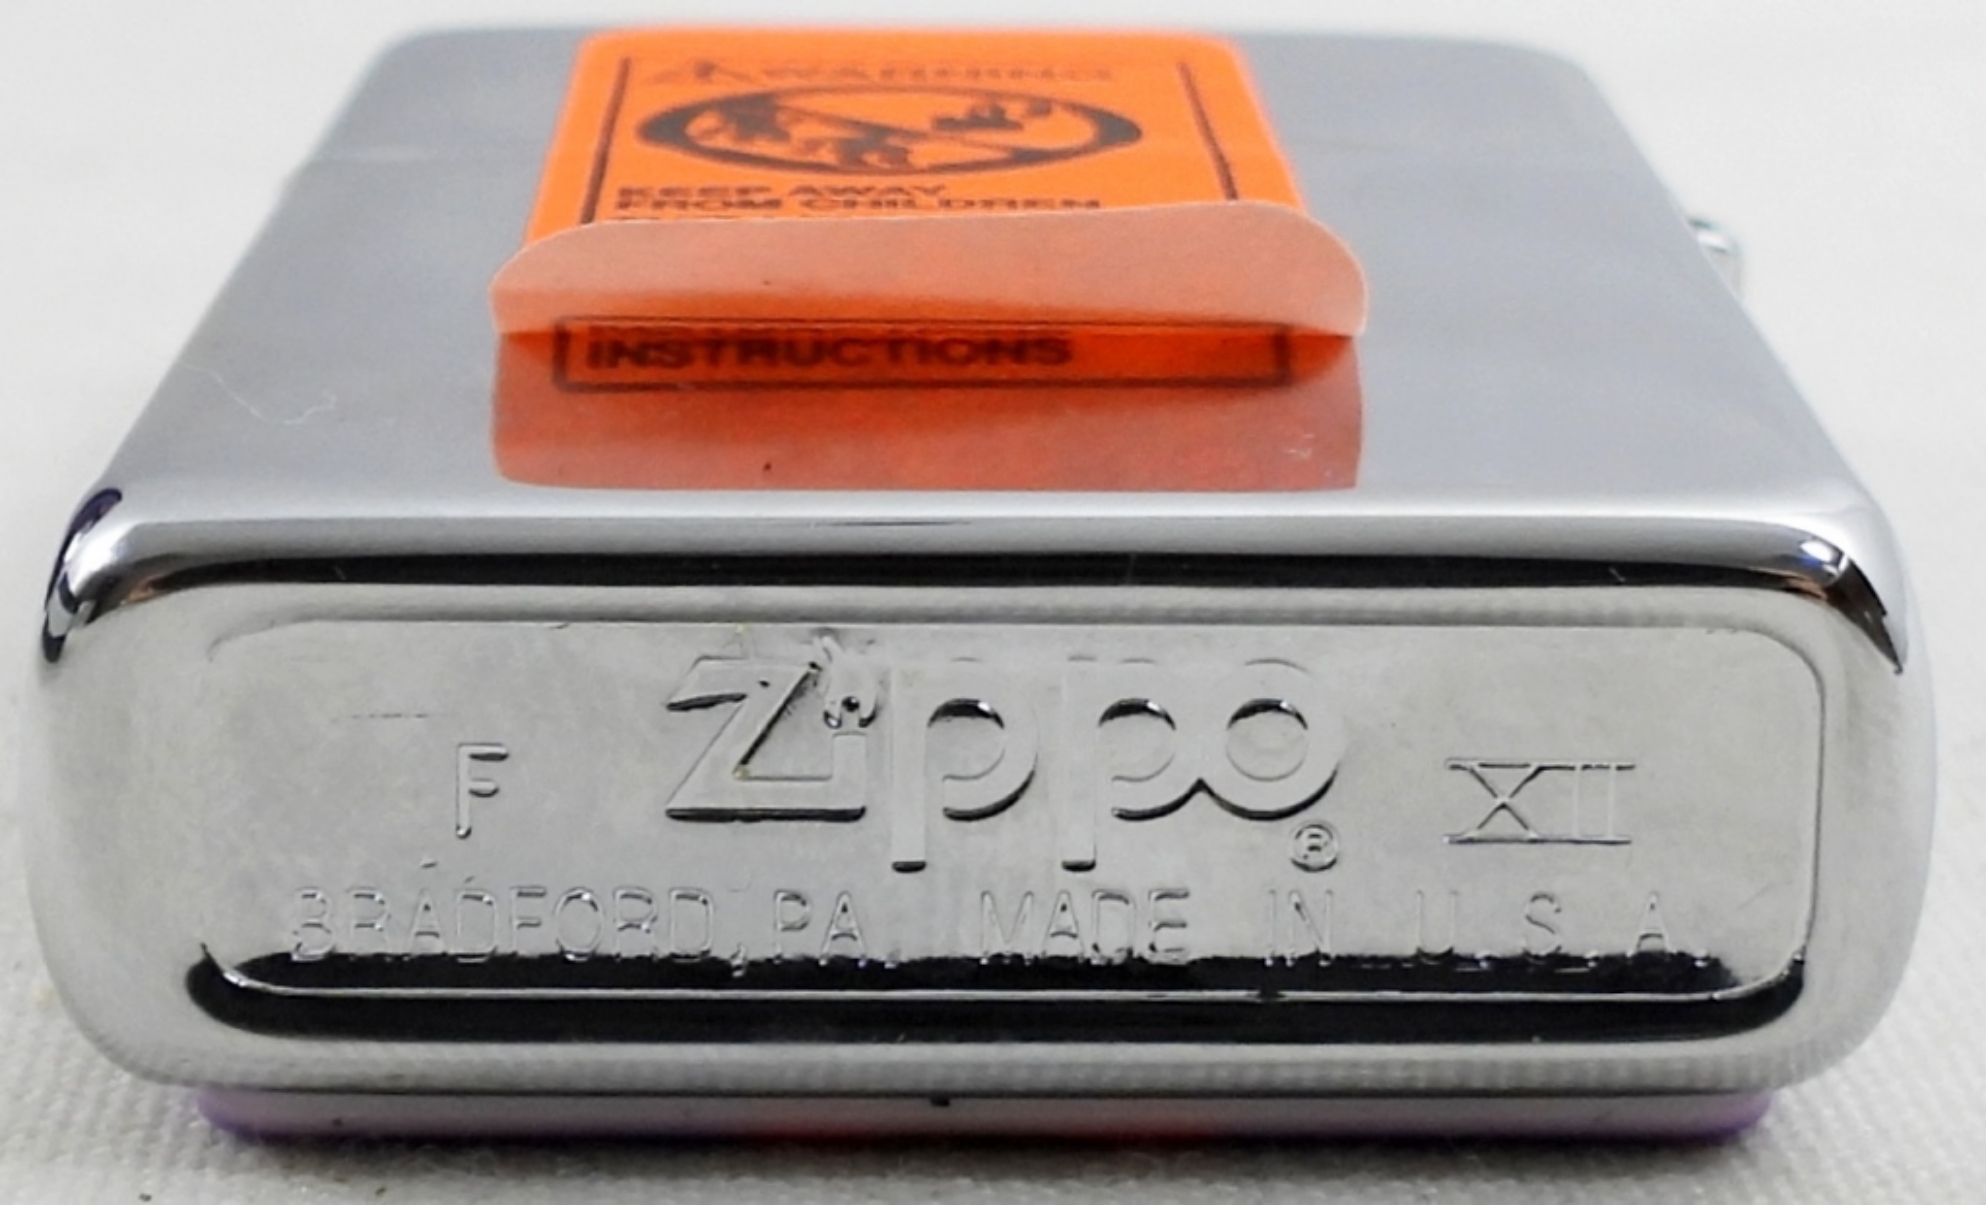 WARNING
KEEP AWAY
FROM CHILDREN
INSTRUCTIONS
F Zippo ® XII
BRADFORD, PA. MADE IN U.S.A.